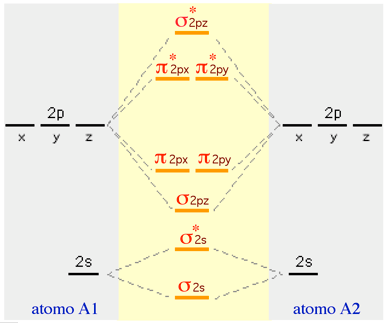 σ*2pz
π*2px π*2py
2p 2p
x y z x y z
π2px π2py
σ2pz
σ*2s
2s 2s
σ2s
atomo A1 atomo A2